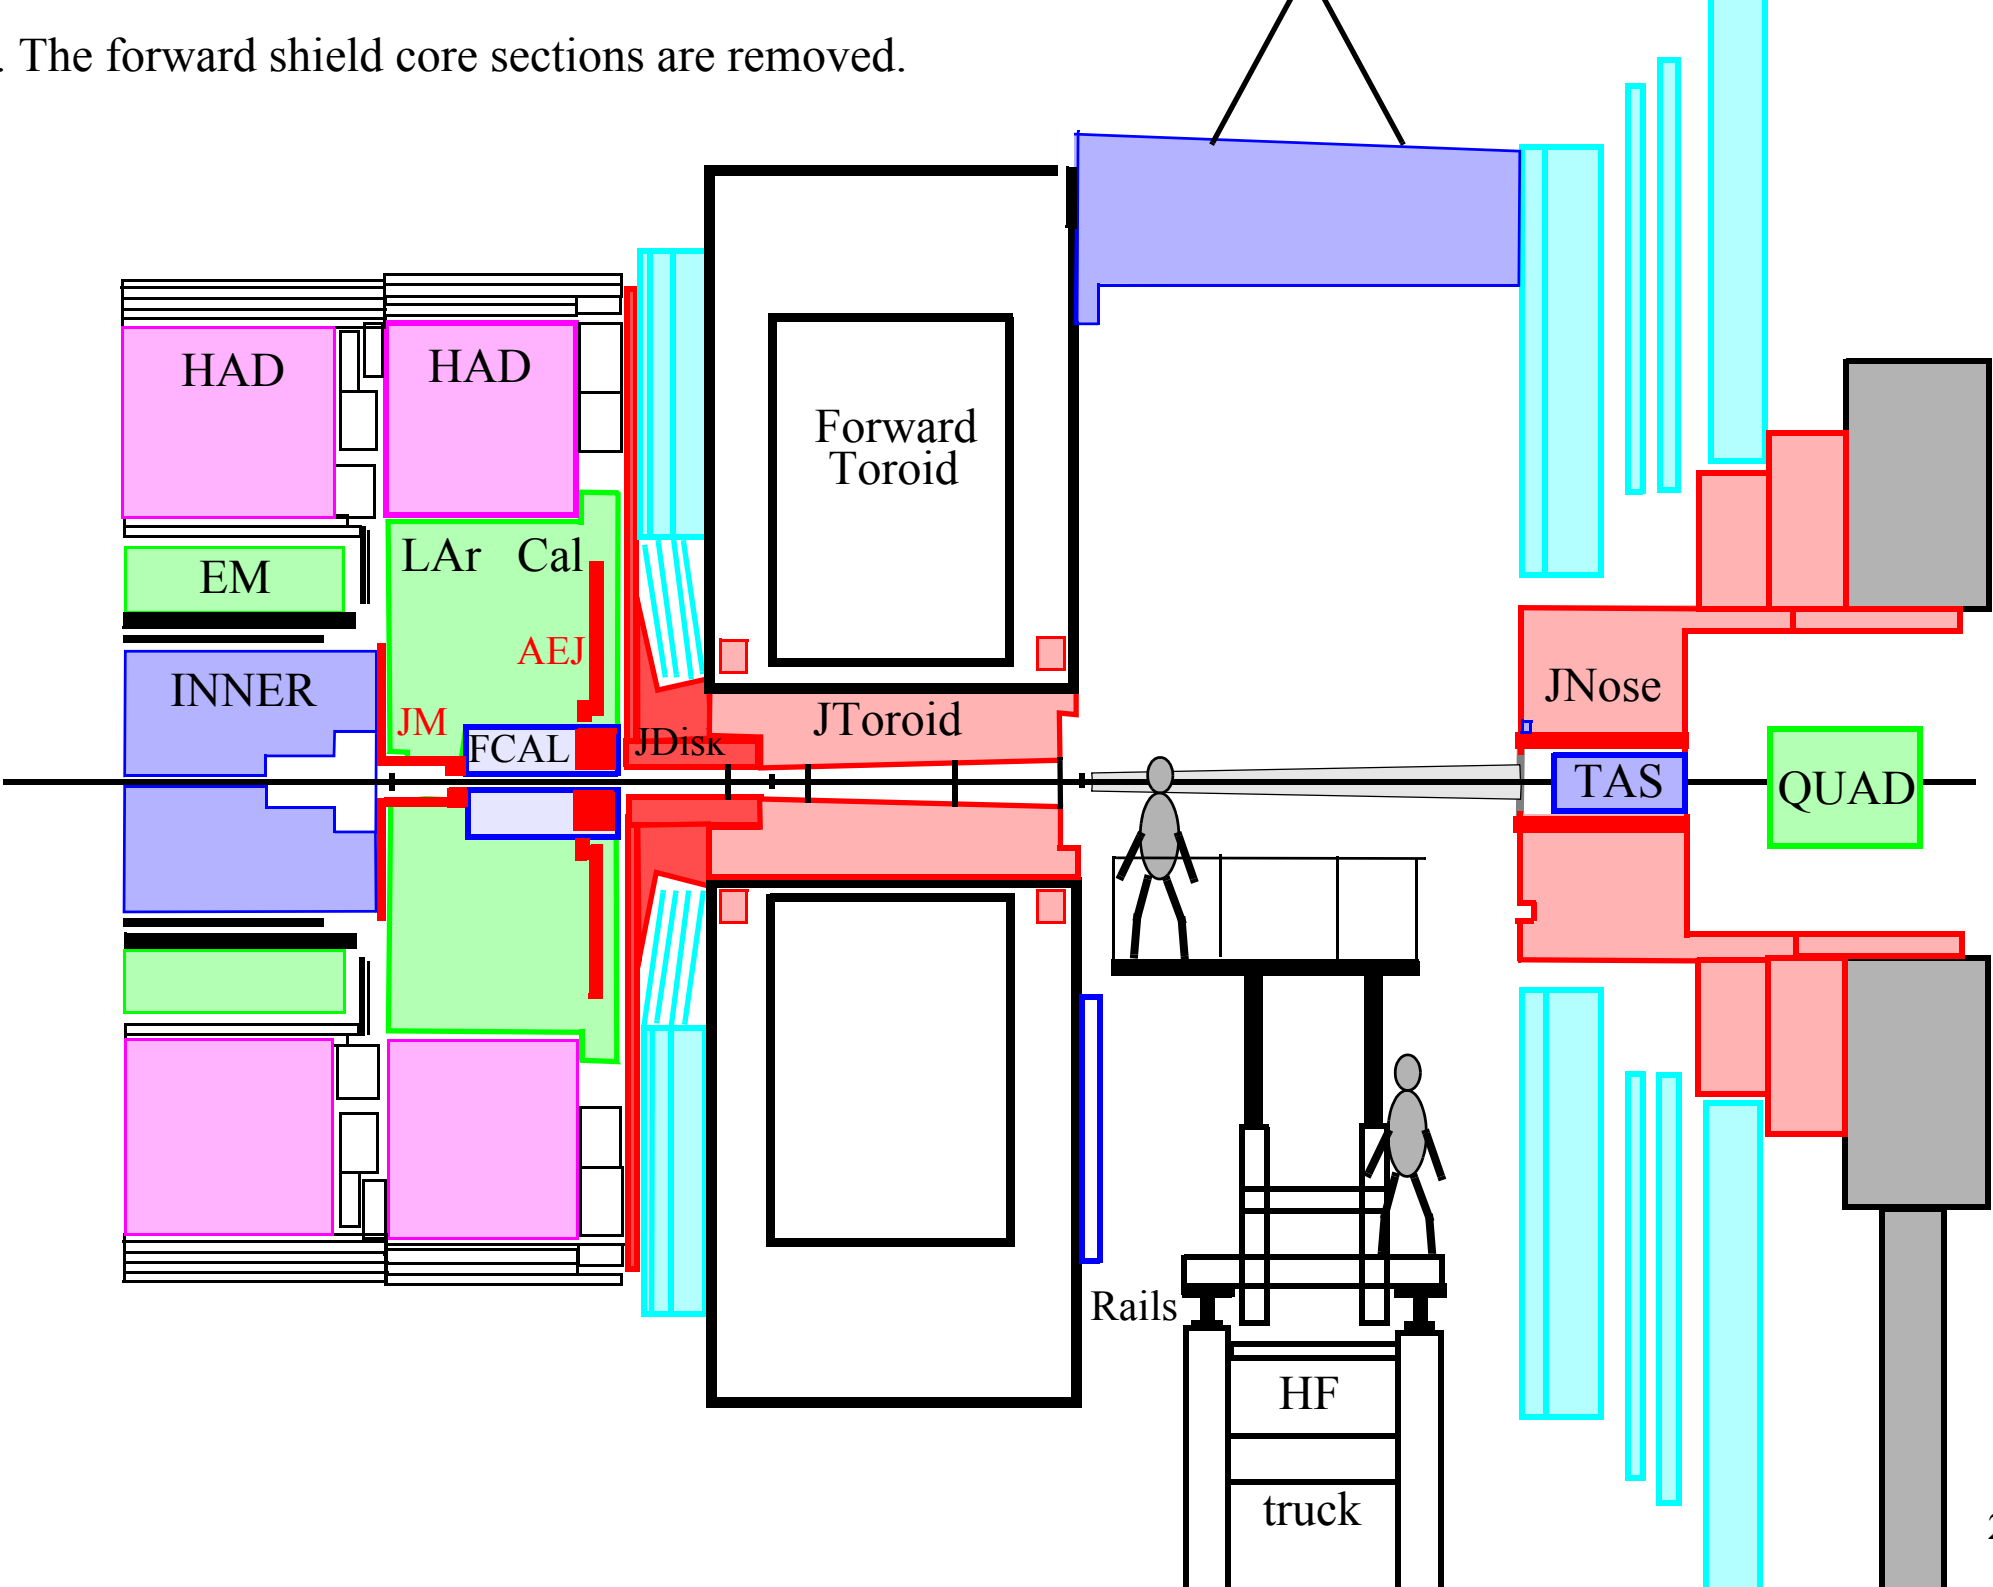 . The forward shield core sections are removed.
HAD
HAD
Forward
Toroid
LAr Cal
EM
AEJ
INNER
JM
FCAL
JDisk
JToroid
JNose
TAS
QUAD
Rails
HF
truck